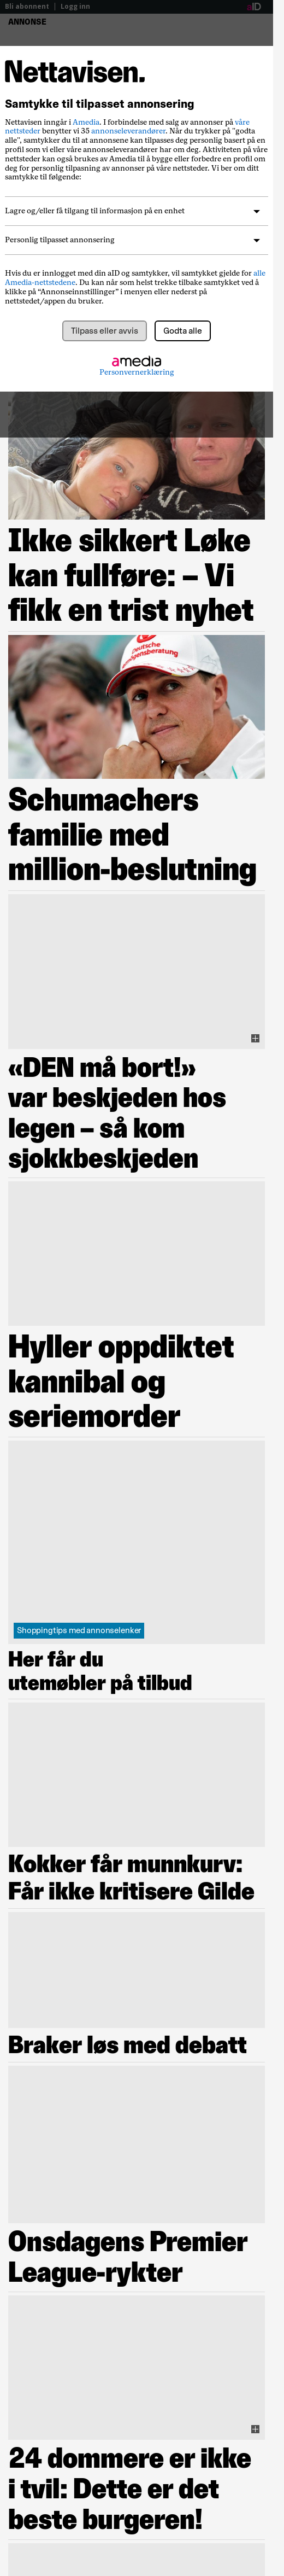 Bli abonnent | Logg inn
aID
ANNONSE
Nettavisen.
Samtykke til tilpasset annonsering
Nettavisen inngår i Amedia. I forbindelse med salg av annonser på våre
nettsteder benytter vi 35 annonseleverandører. Når du trykker på "godta
alle", samtykker du til at annonsene kan tilpasses deg personlig basert på en
profil som vi eller våre annonseleverandører har om deg. Aktiviteten på våre
nettsteder kan også brukes av Amedia til å bygge eller forbedre en profil om
deg for personlig tilpasning av annonser på våre nettsteder. Vi ber om ditt
samtykke til følgende:
Lagre og/eller få tilgang til informasjon på en enhet
Personlig tilpasset annonsering
Hvis du er innlogget med din aID og samtykker, vil samtykket gjelde for alle
Amedia-nettstedene. Du kan når som helst trekke tilbake samtykket ved å
klikke på “Annonseinnstillinger” i menyen eller nederst på
nettstedet/appen du bruker.
Tilpass eller avvis
Godta alle
amedia
Personvernerklæring
Ikke sikkert Løke
kan fullføre: – Vi
fikk en trist nyhet
Deutsche
Schumachers
familie med
million-beslutning
«DEN må bort!»
var beskjeden hos
legen – så kom
sjokkbeskjeden
Hyller oppdiktet
kannibal og
seriemorder
Shoppingtips med annonselenker
Her får du
utemøbler på tilbud
Kokker får munnkurv:
Får ikke kritisere Gilde
Braker løs med debatt
Onsdagens Premier
League-rykter
24 dommere er ikke
i tvil: Dette er det
beste burgeren!